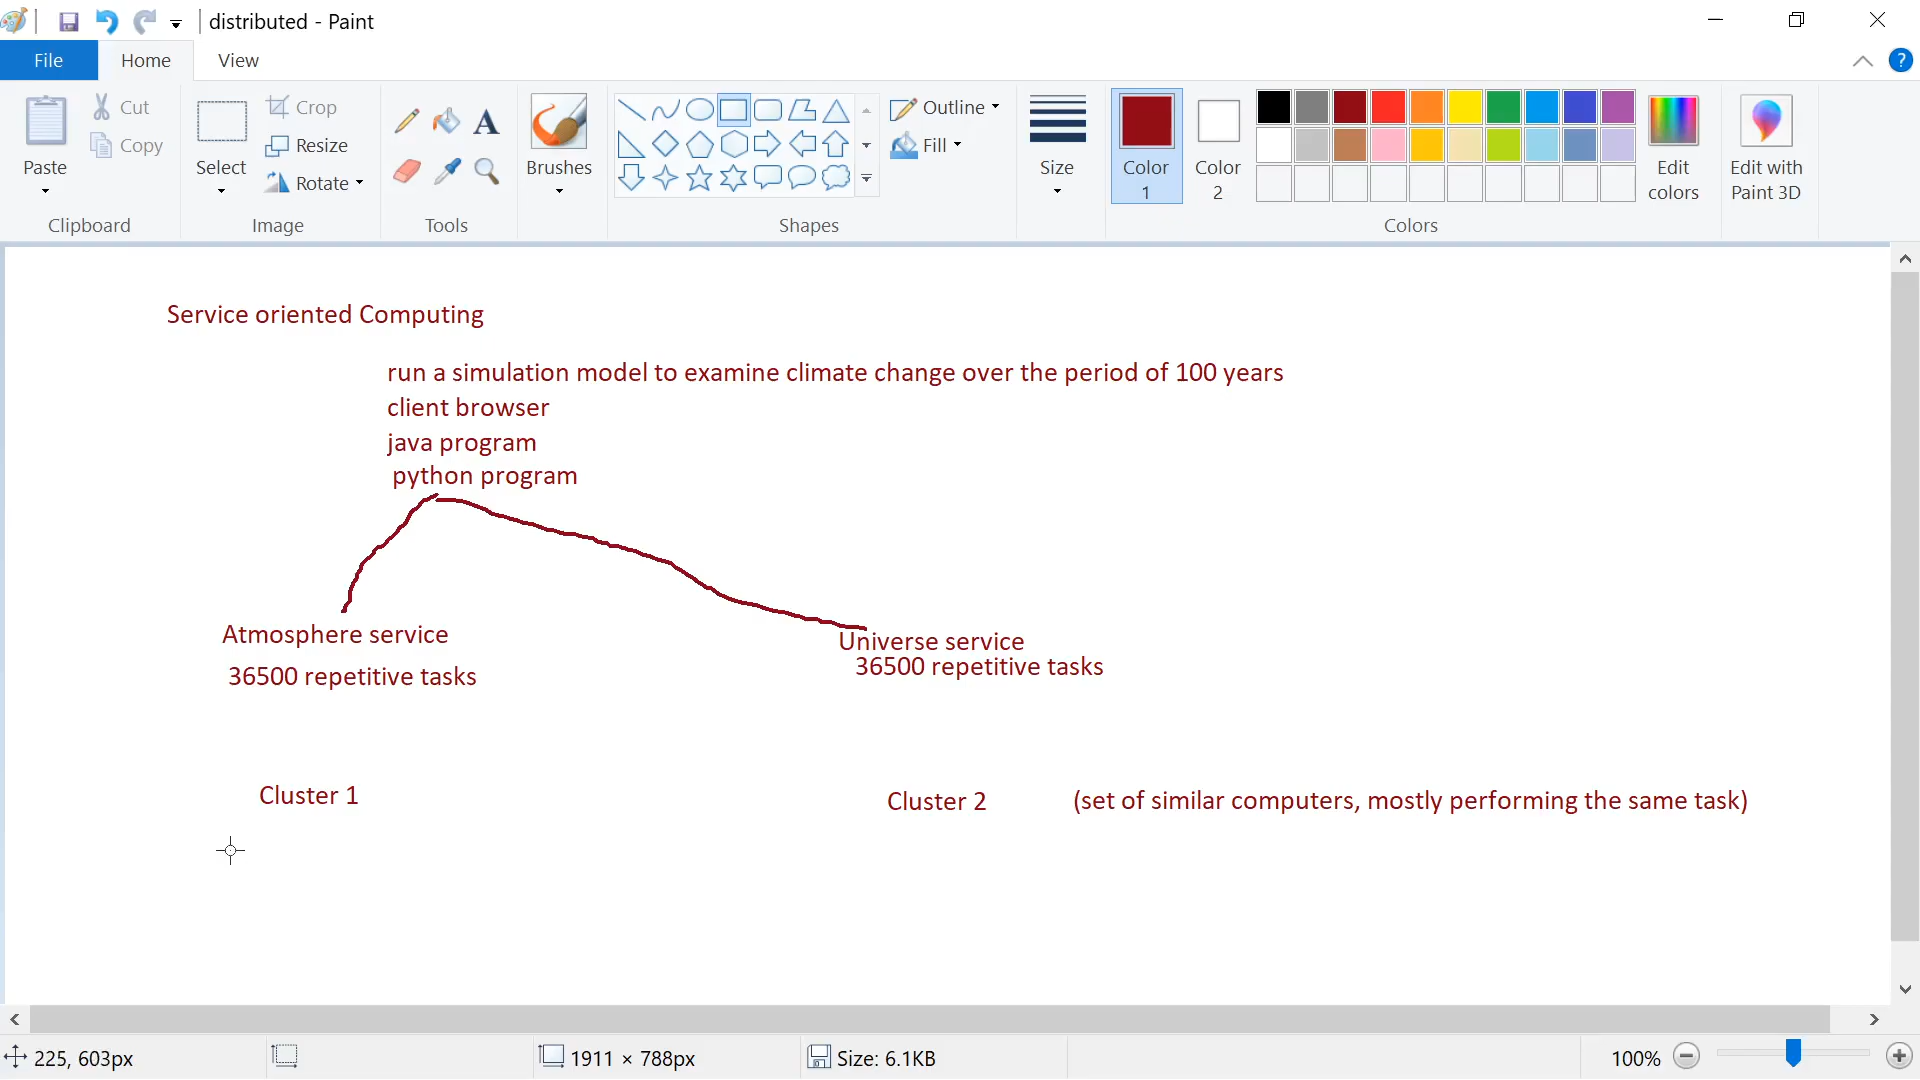 distributed - Paint
File
Home
View
?
Paste
Cut
Copy
Clipboard
Select
Crop
Resize
Rotate
Image
A
Tools
Brushes
Shapes
Outline
Fill
Size
Color 1
Color 2
Colors
Edit colors
Edit with Paint 3D
Service oriented Computing
run a simulation model to examine climate change over the period of 100 years
client browser
java program
python program
Atmosphere service
36500 repetitive tasks
Universe service
36500 repetitive tasks
Cluster 1
Cluster 2
(set of similar computers, mostly performing the same task)
225, 603px
1911 × 788px
Size: 6.1KB
100%